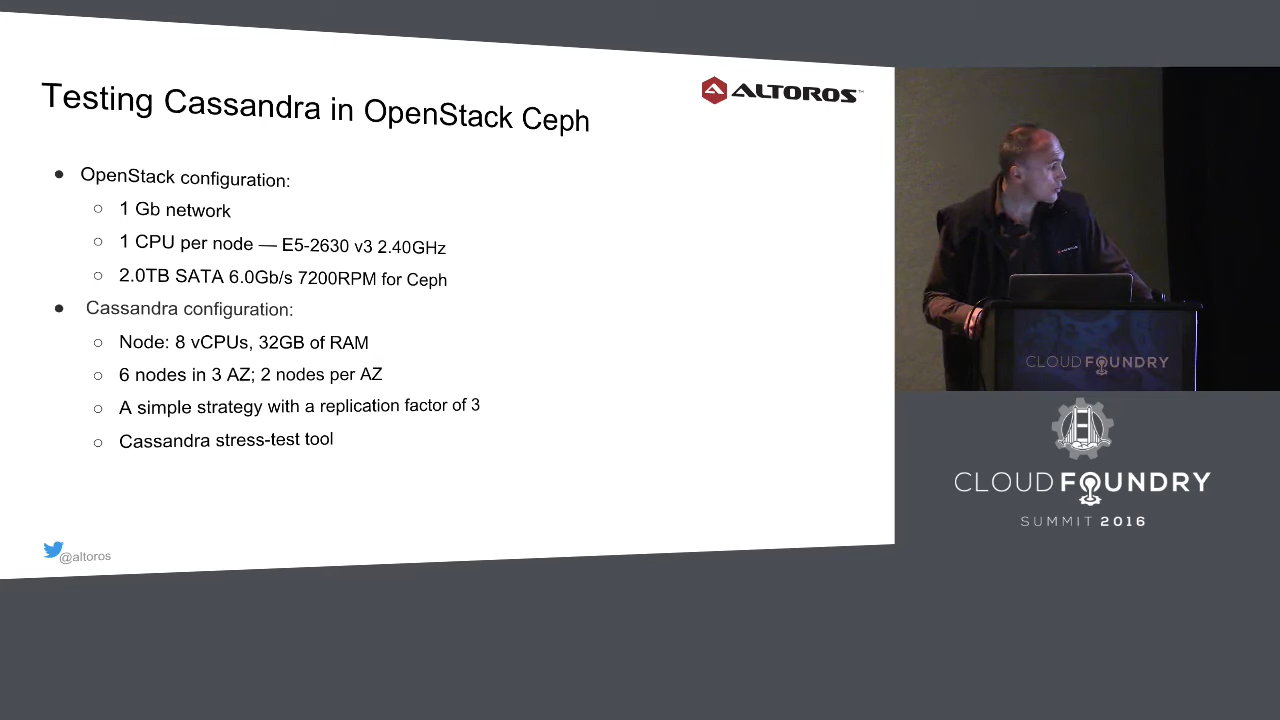 Testing Cassandra in OpenStack Ceph
ALTOROS
● OpenStack configuration:
○ 1 Gb network
○ 1 CPU per node — E5-2630 v3 2.40GHz
○ 2.0TB SATA 6.0Gb/s 7200RPM for Ceph
● Cassandra configuration:
○ Node: 8 vCPUs, 32GB of RAM
○ 6 nodes in 3 AZ; 2 nodes per AZ
○ A simple strategy with a replication factor of 3
○ Cassandra stress-test tool
@altoros
CLOUD FOUNDRY
CLOUD FOUNDRY
SUMMIT 2016